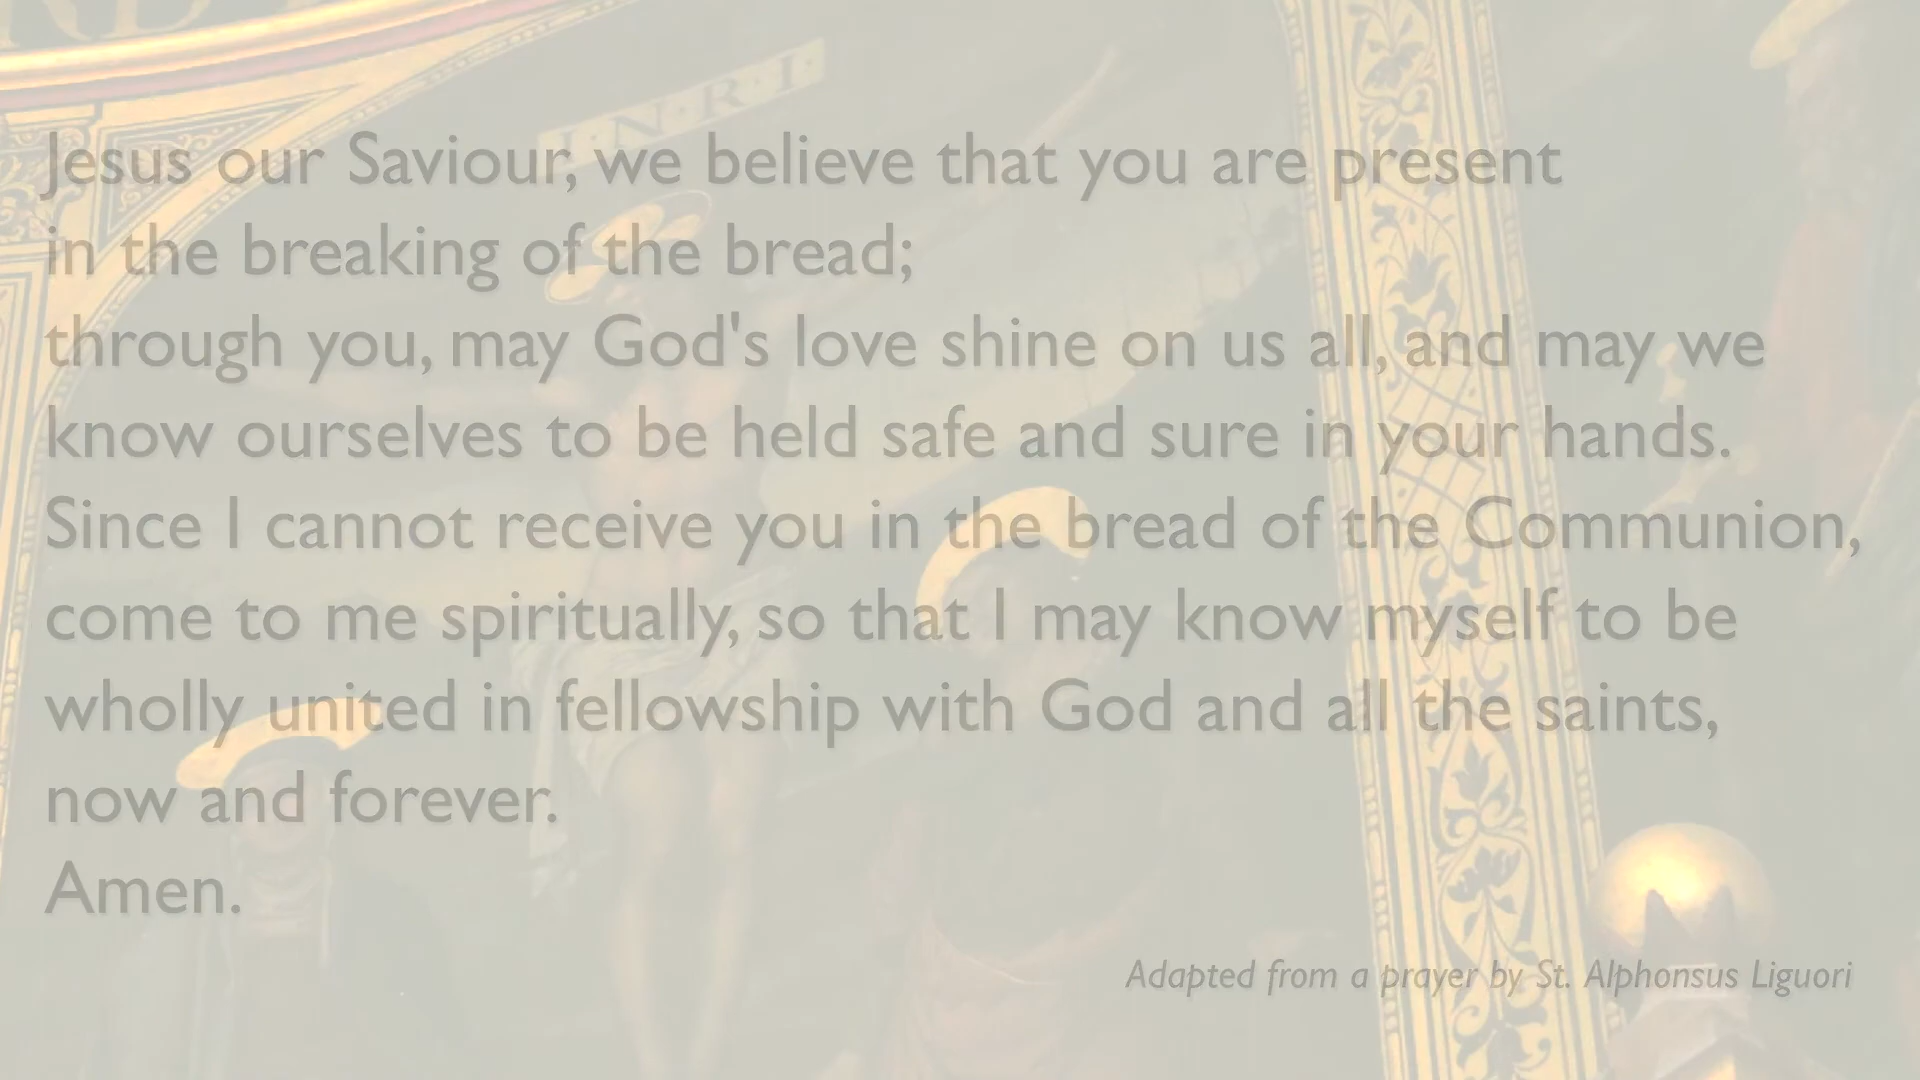 I·N·R·I·
Jesus our Saviour, we believe that you are present
in the breaking of the bread;
through you, may God's love shine on us all, and may we
know ourselves to be held safe and sure in your hands.
Since I cannot receive you in the bread of the Communion,
come to me spiritually, so that I may know myself to be
wholly united in fellowship with God and all the saints,
now and forever.
Amen.
Adapted from a prayer by St. Alphonsus Liguori